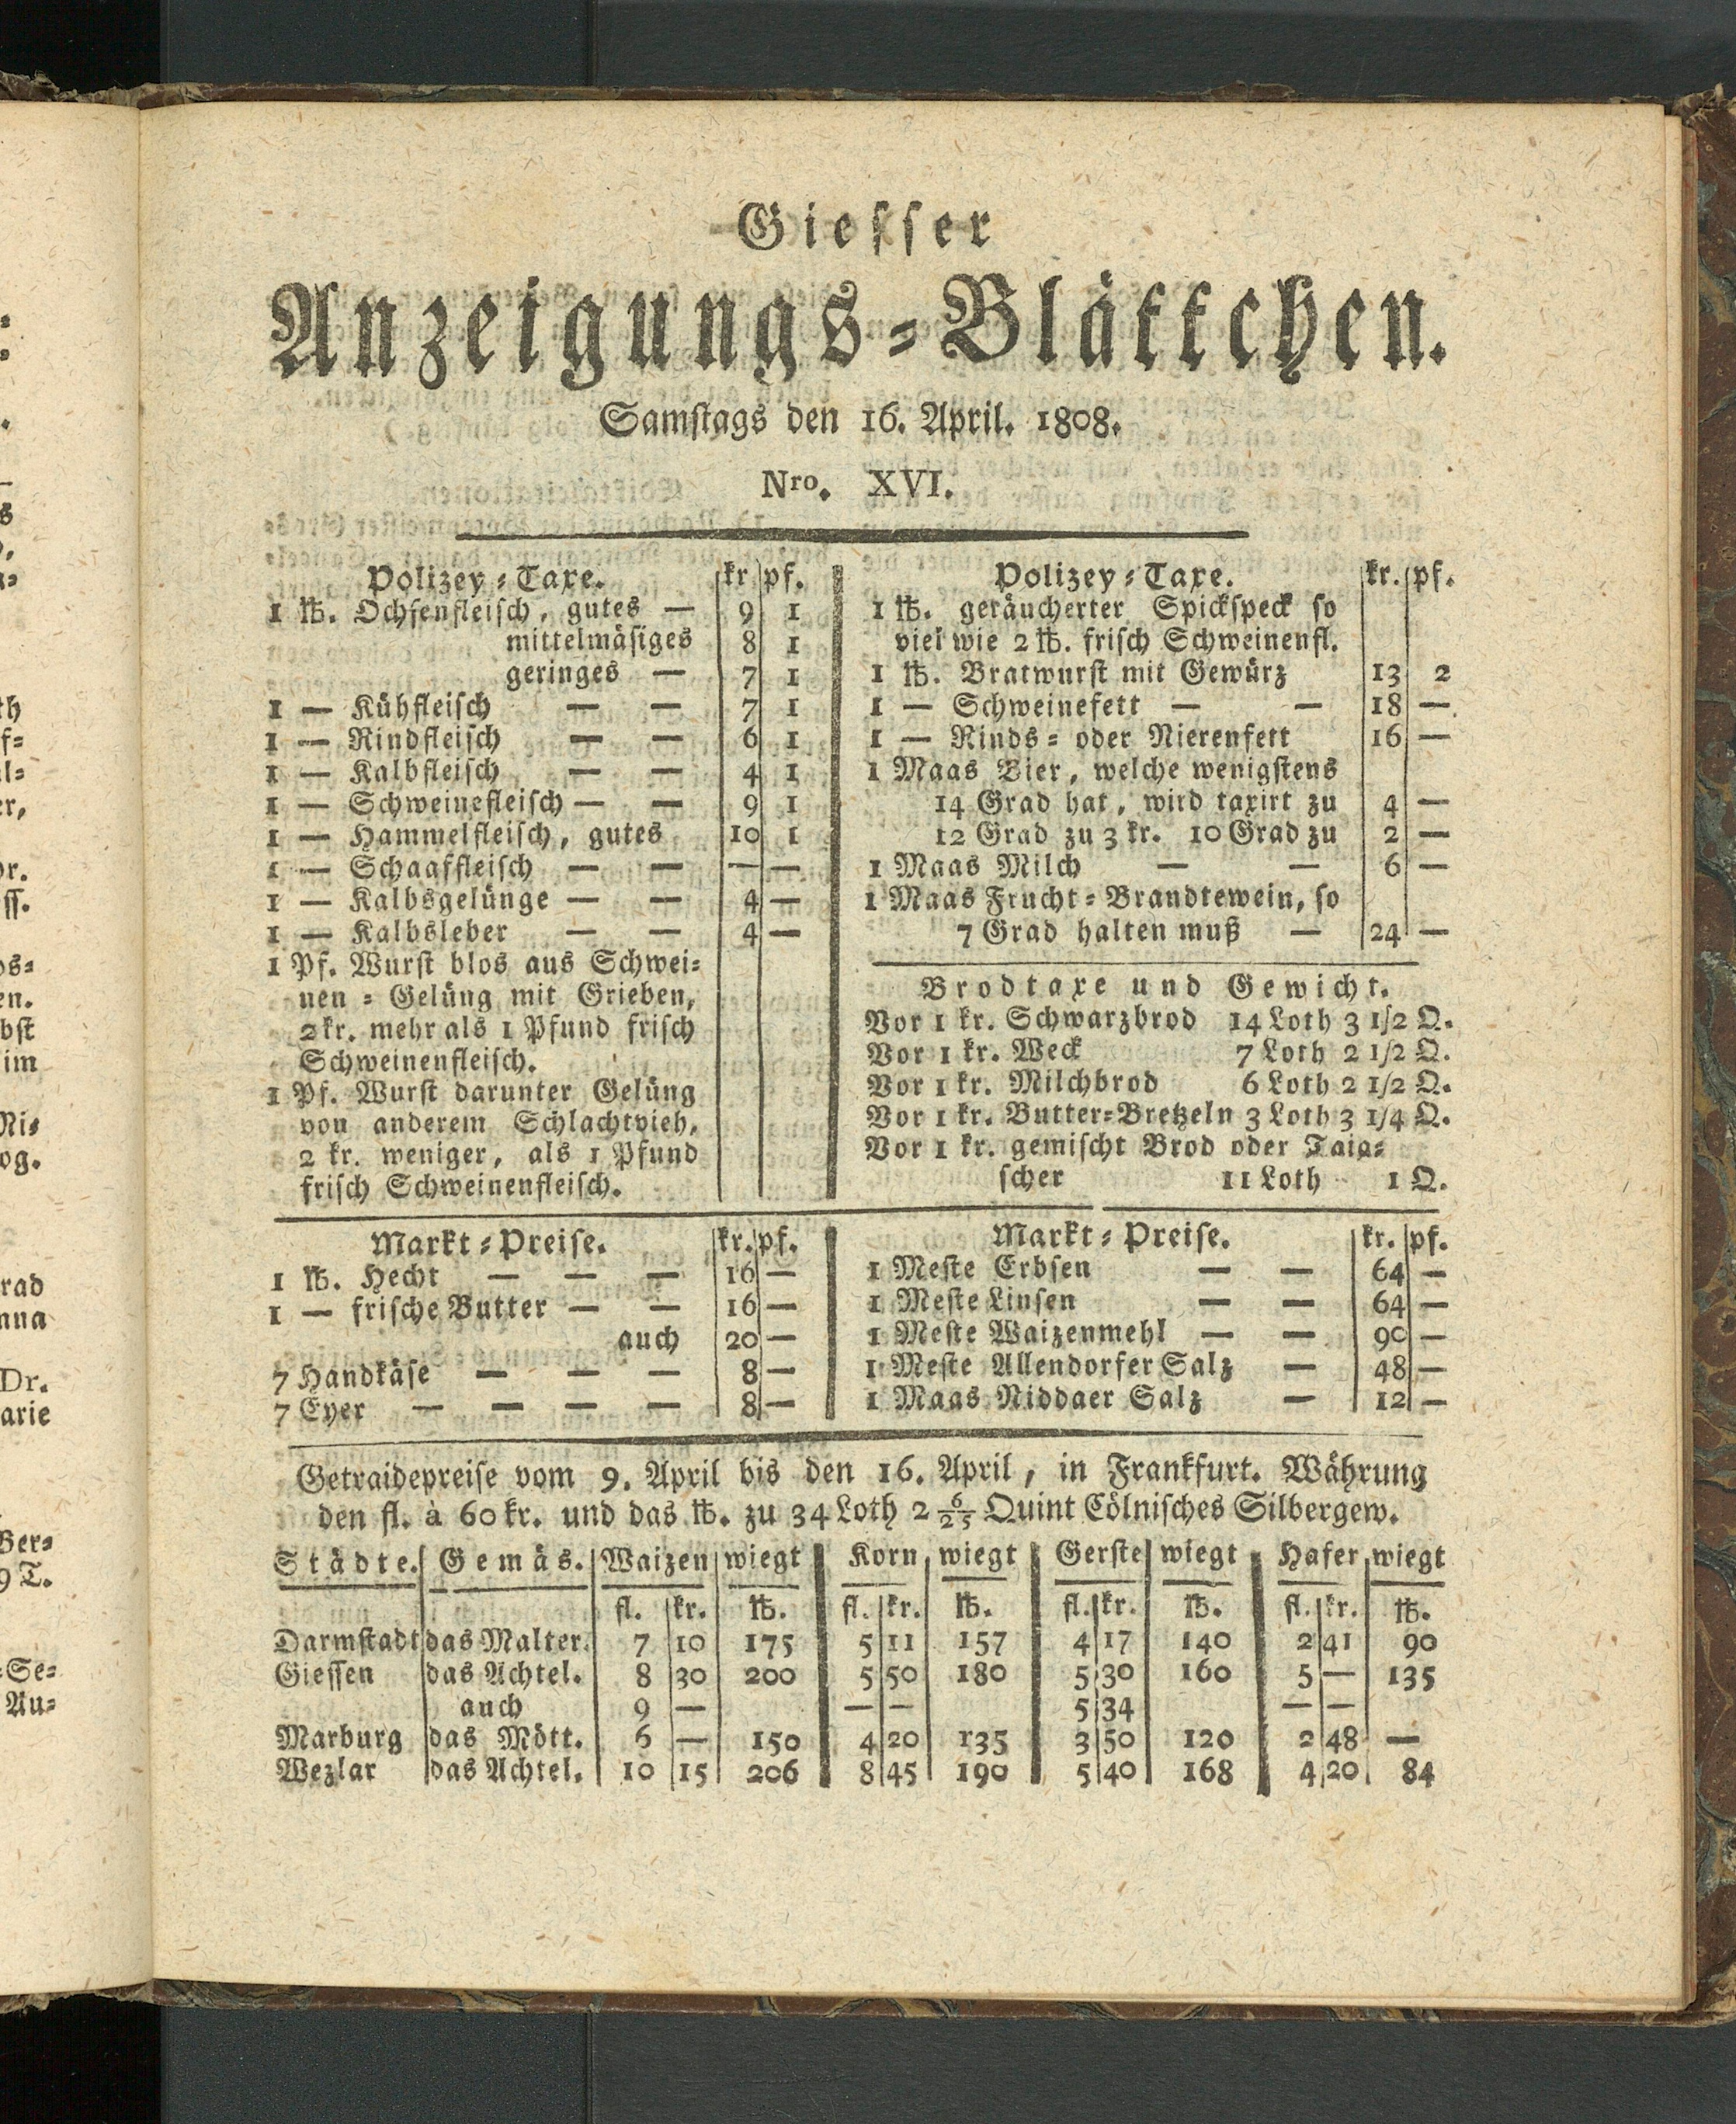 Giesser
Anzeigungs-Blättchen.
Samstags den 16. April. 1808.
Nro. XVI.
Polizey-Taxe. kr pf.
1 ℔. Ochsenfleisch, gutes — 9 1
mittelmäsiges 8 1
geringes — 7 1
1 — Kühfleisch — — 7 1
1 — Rindfleisch — — 6 1
1 — Kalbfleisch — — 4 1
1 — Schweinefleisch — — 9 1
1 — Hammelfleisch, gutes 10 1
1 — Schaaffleisch — — — —
1 — Kalbsgelünge — — 4 —
1 — Kalbsleber — — 4 —
1 Pf. Wurst blos aus Schwei-
nen-Gelüng mit Grieben,
2 kr. mehr als 1 Pfund frisch
Schweinenfleisch.
1 Pf. Wurst darunter Gelüng
von anderem Schlachtvieh,
2 kr. weniger, als 1 Pfund
frisch Schweinenfleisch.
Polizey-Taxe. kr. pf.
1 ℔. geräucherter Spickspeck so
viel wie 2 ℔. frisch Schweinenfl.
1 ℔. Bratwurst mit Gewürz 13 2
1 — Schweinefett — — 18 —
1 — Rinds- oder Nierenfett 16 —
1 Maas Bier, welche wenigstens
14 Grad hat, wird taxirt zu 4 —
12 Grad zu 3 kr. 10 Grad zu 2 —
1 Maas Milch — — 6 —
1 Maas Frucht-Brandtewein, so
7 Grad halten muß — 24 —
Brodtaxe und Gewicht.
Vor 1 kr. Schwarzbrod 14 Loth 3 1/2 Q.
Vor 1 kr. Weck 7 Loth 2 1/2 Q.
Vor 1 kr. Milchbrod 6 Loth 2 1/2 Q.
Vor 1 kr. Butter-Bretzeln 3 Loth 3 1/4 Q.
Vor 1 kr. gemischt Brod oder Taig-
scher 11 Loth 1 Q.
Markt-Preise. kr. pf.
1 ℔. Hecht — — — 16 —
1 — frische Butter — — 16 —
auch 20 —
7 Handkäse — — — 8 —
7 Eyer — — — — 8 —
Markt-Preise. kr. pf.
1 Meste Erbsen — — 64 —
1 Meste Linsen — — 64 —
1 Meste Waizenmehl — — 90 —
1 Meste Allendorfer Salz — 48 —
1 Maas Niddaer Salz — 12 —
Getraidepreise vom 9. April bis den 16. April, in Frankfurt. Währung
den fl. à 60 kr. und das ℔. zu 34 Loth 2 6/25 Quint Cölnisches Silbergew.
Städte. Gemäs. Waizen wiegt Korn wiegt Gerste wiegt Hafer wiegt
fl. kr. ℔. fl. kr. ℔. fl. kr. ℔. fl. kr. ℔.
Darmstadt das Malter. 7 10 175 5 11 157 4 17 140 2 41 90
Giessen das Achtel. 8 30 200 5 50 180 5 30 160 5 — 135
auch 9 — — — 5 34 — —
Marburg das Mött. 6 — 150 4 20 135 3 50 120 2 48 —
Wezlar das Achtel. 10 15 206 8 45 190 5 40 168 4 20 84